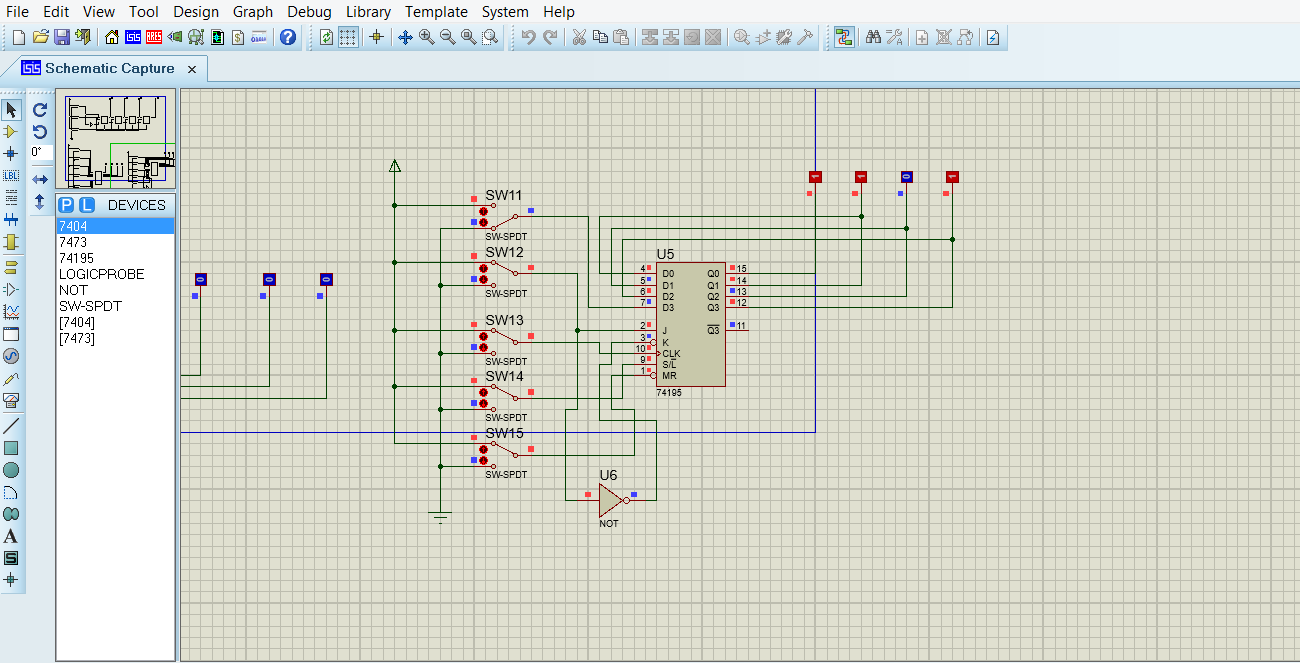 File Edit View Tool Design Graph Debug Library Template System Help
Schematic Capture
0°
LBL
P L DEVICES
7404
7473
74195
LOGICPROBE
NOT
SW-SPDT
[7404]
[7473]
A
S
0 0 0
1 1 0 1
SW11
SW-SPDT
SW12
SW-SPDT
SW13
SW-SPDT
SW14
SW-SPDT
SW15
SW-SPDT
U5
4 D0 Q0 15
5 D1 Q1 14
6 D2 Q2 13
7 D3 Q3 12
2 J Q3 11
3 K
10 CLK
9 S/L
1 MR
74195
U6
NOT